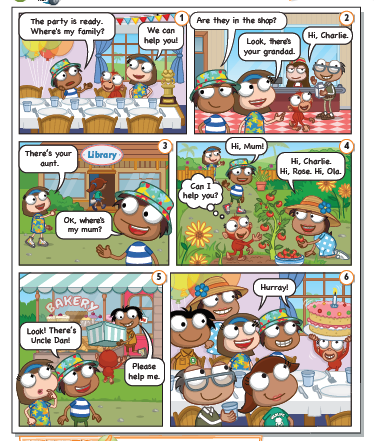 1
The party is ready.
Where's my family?
We can
help you!
2
Are they in the shop?
Look, there's
your grandad.
Hi, Charlie.
3
There's your
aunt.
Library
OK, where's
my mum?
4
Hi, Mum!
Hi, Charlie.
Hi, Rose. Hi, Ola.
Can I
help you?
5
BAKERY
Look! There's
Uncle Dan!
Please
help me.
6
Hurray!